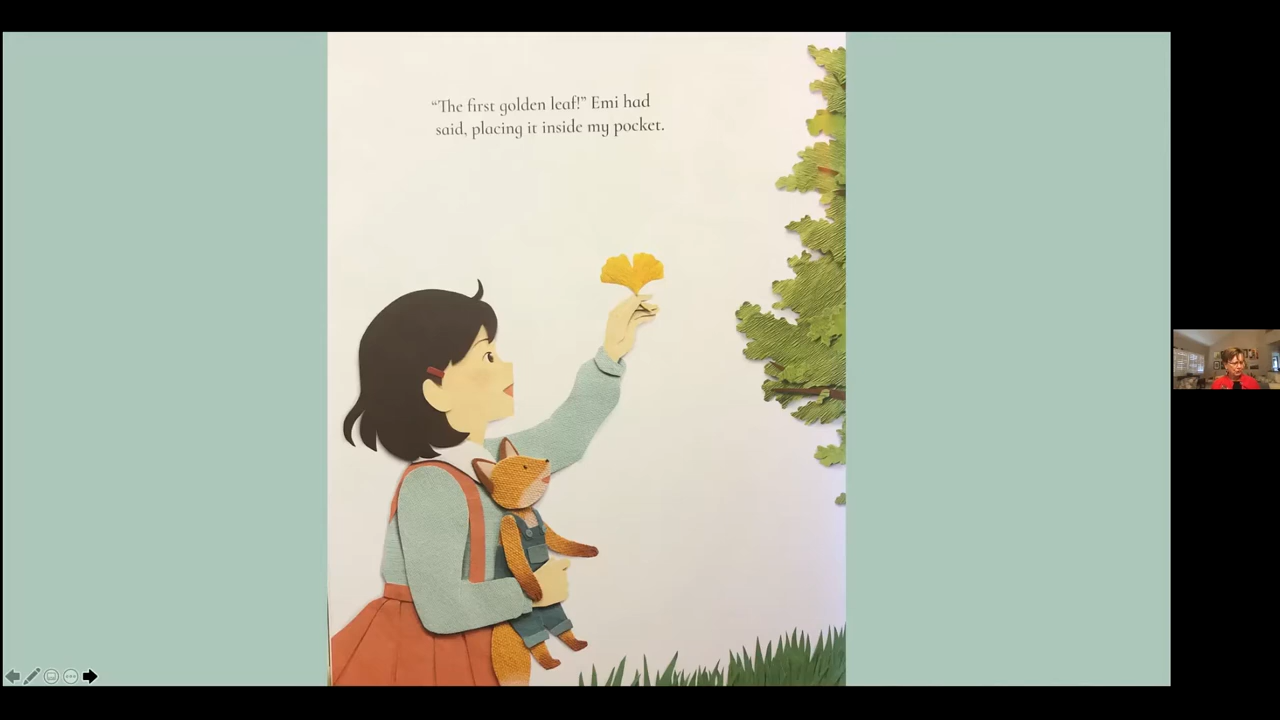 “The first golden leaf!” Emi had
said, placing it inside my pocket.